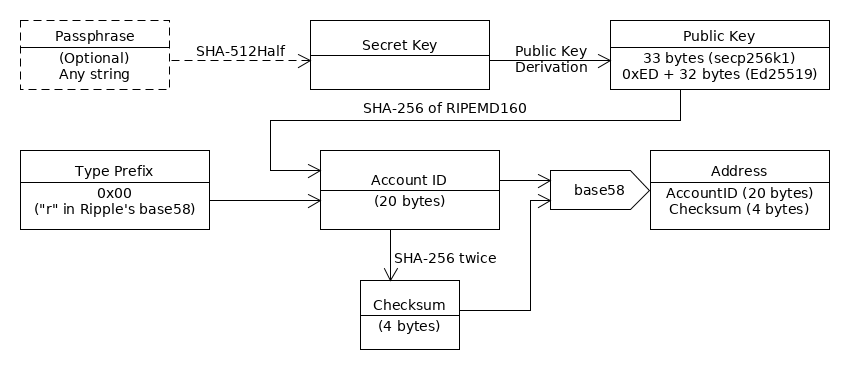 Passphrase
(Optional)
Any string
SHA-512Half
Secret Key
Public Key
Derivation
Public Key
33 bytes (secp256k1)
0xED + 32 bytes (Ed25519)
SHA-256 of RIPEMD160
Type Prefix
0x00
("r" in Ripple's base58)
Account ID
(20 bytes)
base58
Address
AccountID (20 bytes)
Checksum (4 bytes)
SHA-256 twice
Checksum
(4 bytes)